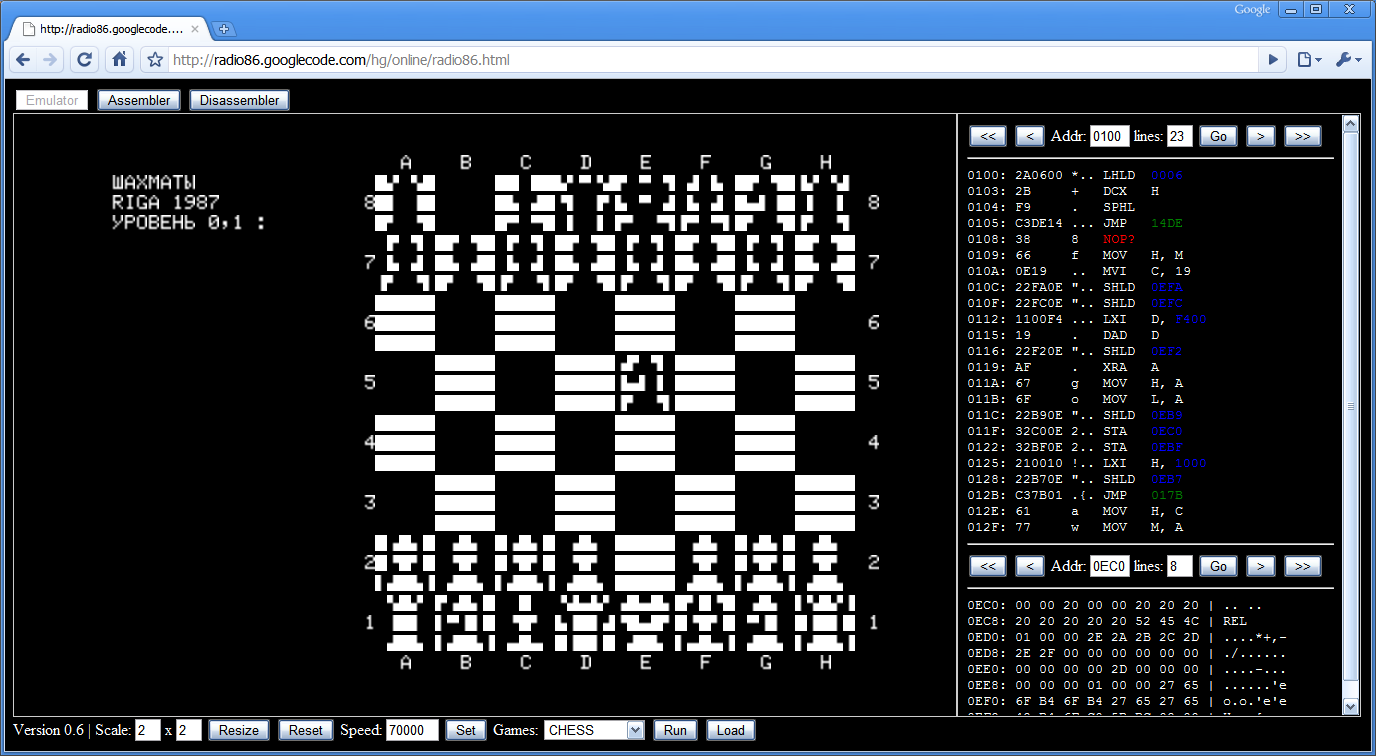 Google
http://radio86.googlecode....
http://radio86.googlecode.com/hg/online/radio86.html
Emulator Assembler Disassembler
ШАХМАТЫ
RIGA 1987
УРОВЕНЬ 0,1 :
A B C D E F G H
8 8
7 7
6 6
5 5
4 4
3 3
2 2
1 1
A B C D E F G H
<< < Addr: 0100 lines: 23 Go > >>
0100: 2A0600 *.. LHLD 0006
0103: 2B + DCX H
0104: F9 . SPHL
0105: C3DE14 ... JMP 14DE
0108: 38 8 NOP?
0109: 66 f MOV H, M
010A: 0E19 .. MVI C, 19
010C: 22FA0E ".. SHLD 0EFA
010F: 22FC0E ".. SHLD 0EFC
0112: 1100F4 ... LXI D, F400
0115: 19 . DAD D
0116: 22F20E ".. SHLD 0EF2
0119: AF . XRA A
011A: 67 g MOV H, A
011B: 6F o MOV L, A
011C: 22B90E ".. SHLD 0EB9
011F: 32C00E 2.. STA 0EC0
0122: 32BF0E 2.. STA 0EBF
0125: 210010 !.. LXI H, 1000
0128: 22B70E ".. SHLD 0EB7
012B: C37B01 .{. JMP 017B
012E: 61 a MOV H, C
012F: 77 w MOV M, A
<< < Addr: 0EC0 lines: 8 Go > >>
0EC0: 00 00 20 00 00 20 20 20 | .. ..
0EC8: 20 20 20 20 20 52 45 4C | REL
0ED0: 01 00 00 2E 2A 2B 2C 2D | ....*+,-
0ED8: 2E 2F 00 00 00 00 00 00 | ./......
0EE0: 00 00 00 00 2D 00 00 00 | ....-...
0EE8: 00 00 00 01 00 00 27 65 | ......'e
0EF0: 6F B4 6F B4 27 65 27 65 | o.o.'e'e
Version 0.6 | Scale: 2 x 2 Resize Reset Speed: 70000 Set Games: CHESS Run Load